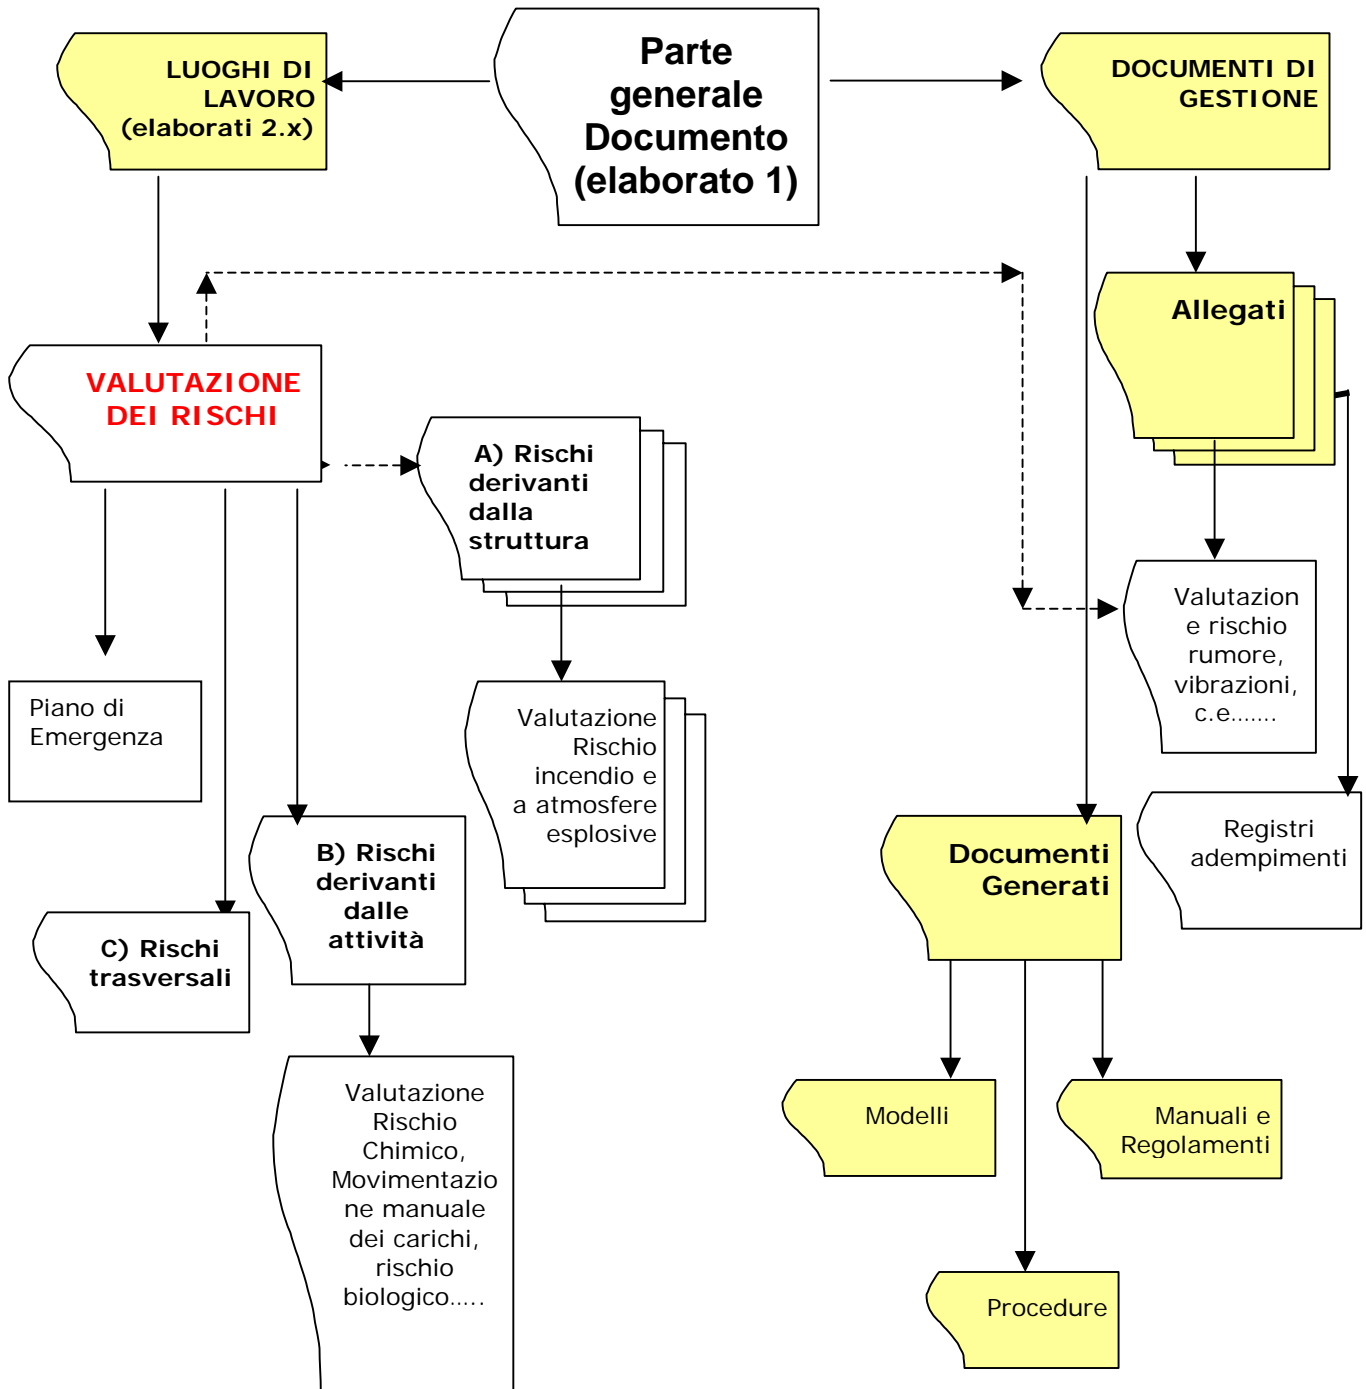 LUOGHI DI
LAVORO
(elaborati 2.x)
Parte
generale
Documento
(elaborato 1)
DOCUMENTI DI
GESTIONE
Allegati
VALUTAZIONE
DEI RISCHI
A) Rischi
derivanti
dalla
struttura
Valutazion
e rischio
rumore,
vibrazioni,
c.e.......
Piano di
Emergenza
Valutazione
Rischio
incendio e
a atmosfere
esplosive
Registri
adempimenti
B) Rischi
derivanti
dalle
attività
Documenti
Generati
C) Rischi
trasversali
Valutazione
Rischio
Chimico,
Movimentazio
ne manuale
dei carichi,
rischio
biologico.....
Modelli
Manuali e
Regolamenti
Procedure